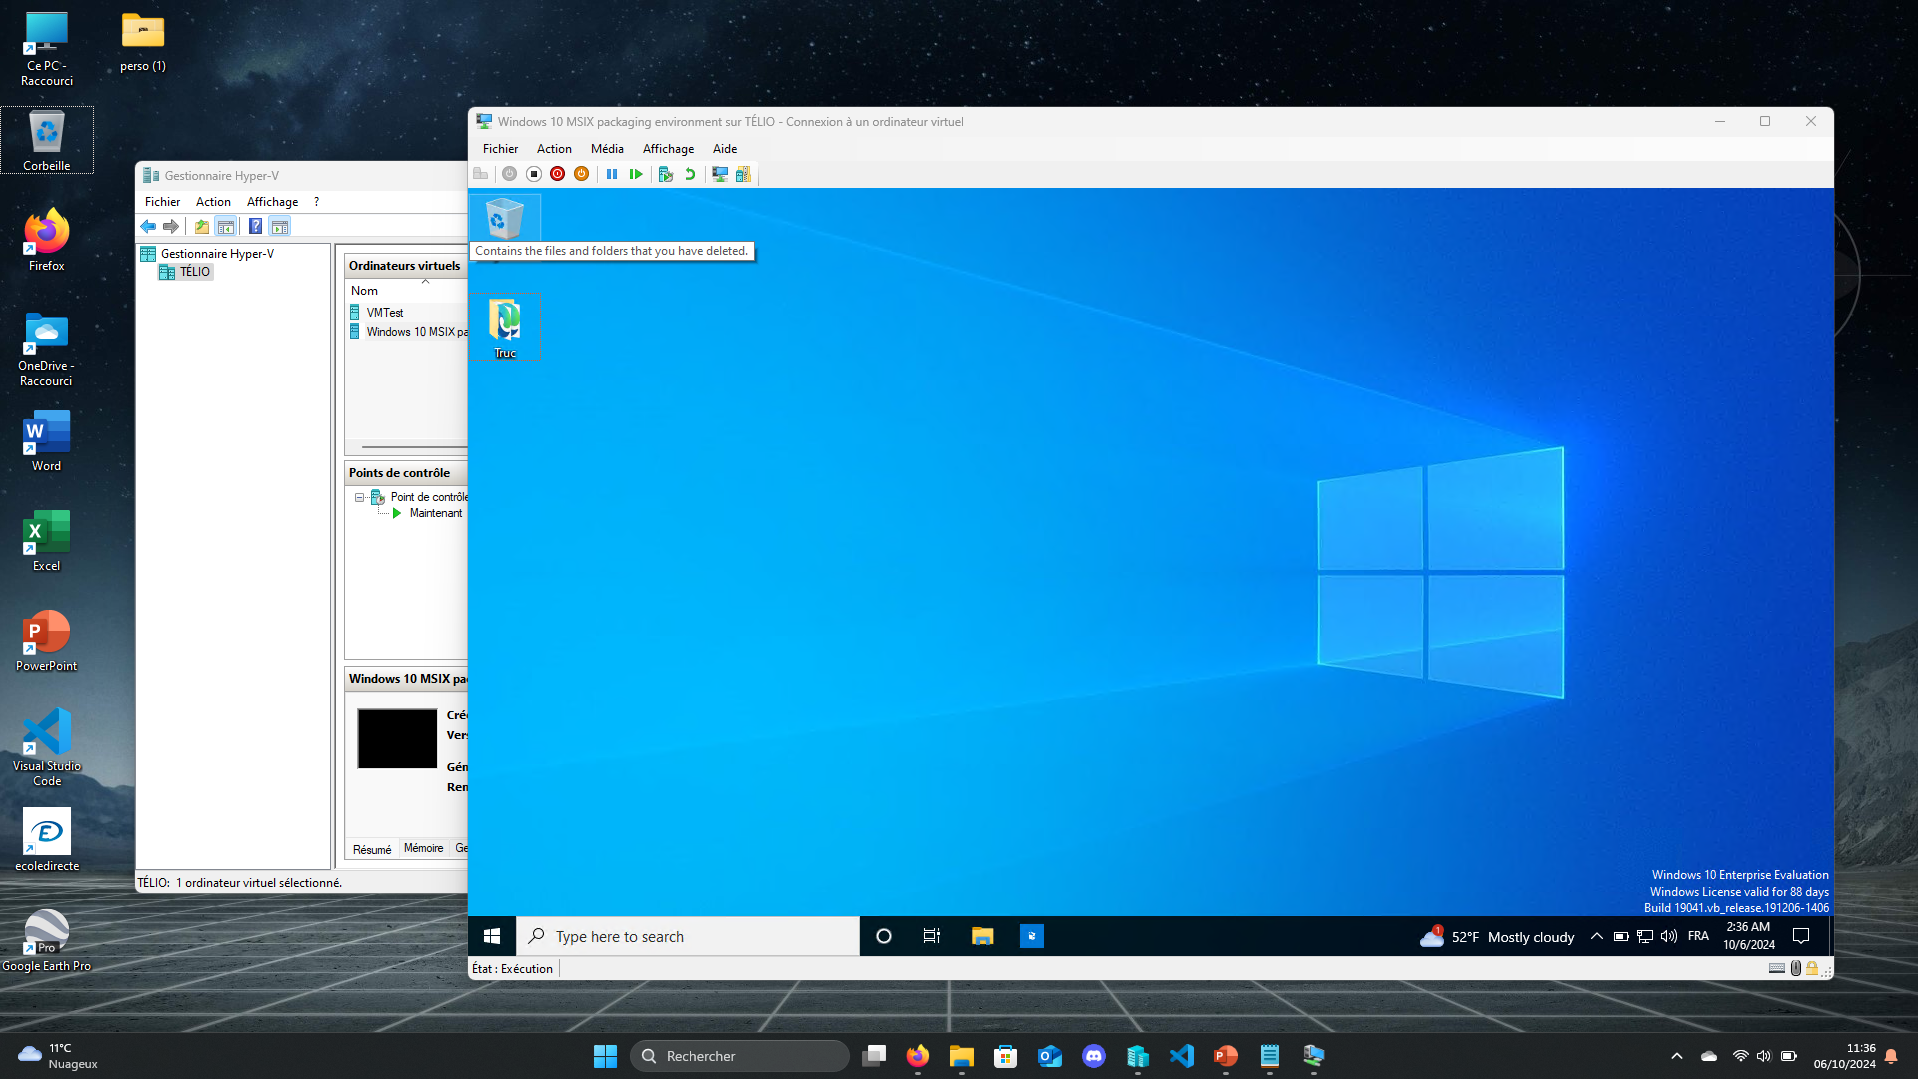 Ce PC -
Raccourci
perso (1)
Corbeille
Firefox
OneDrive -
Raccourci
Word
Excel
PowerPoint
Visual Studio
Code
ecoledirecte
Pro
Google Earth Pro
Gestionnaire Hyper-V
Fichier Action Affichage ?
Gestionnaire Hyper-V
TÉLIO
Ordinateurs virtuels
Nom
VMTest
Windows 10 MSIX pa
Points de contrôle
Point de contrôle
Maintenant
Windows 10 MSIX pa
Créé
Vers
Gén
Ren
Résumé Mémoire Ge
TÉLIO: 1 ordinateur virtuel sélectionné.
Windows 10 MSIX packaging environment sur TÉLIO - Connexion à un ordinateur virtuel
Fichier Action Média Affichage Aide
Contains the files and folders that you have deleted.
Truc
Windows 10 Enterprise Evaluation
Windows License valid for 88 days
Build 19041.vb_release.191206-1406
Type here to search
1
52°F Mostly cloudy
FRA
2:36 AM
10/6/2024
État : Exécution
11°C
Nuageux
Rechercher
11:36
06/10/2024